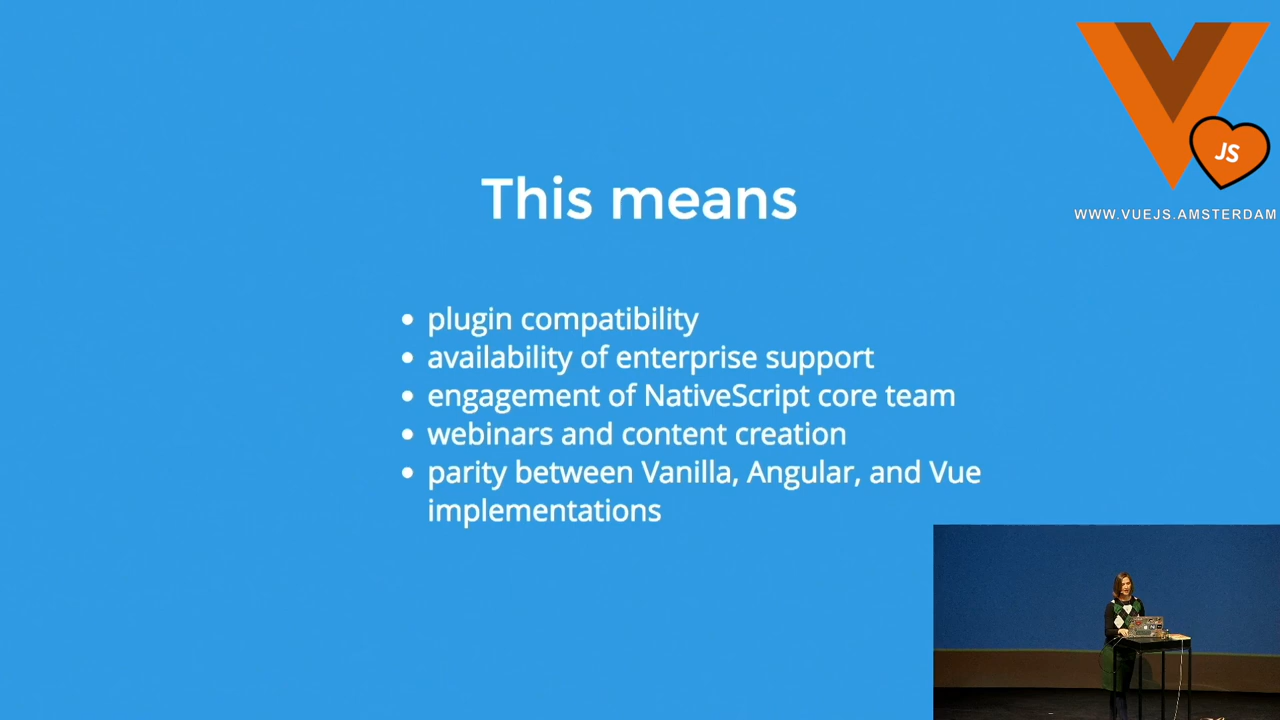 This means
plugin compatibility
availability of enterprise support
engagement of NativeScript core team
webinars and content creation
parity between Vanilla, Angular, and Vue
implementations
JS
WWW.VUEJS.AMSTERDAM